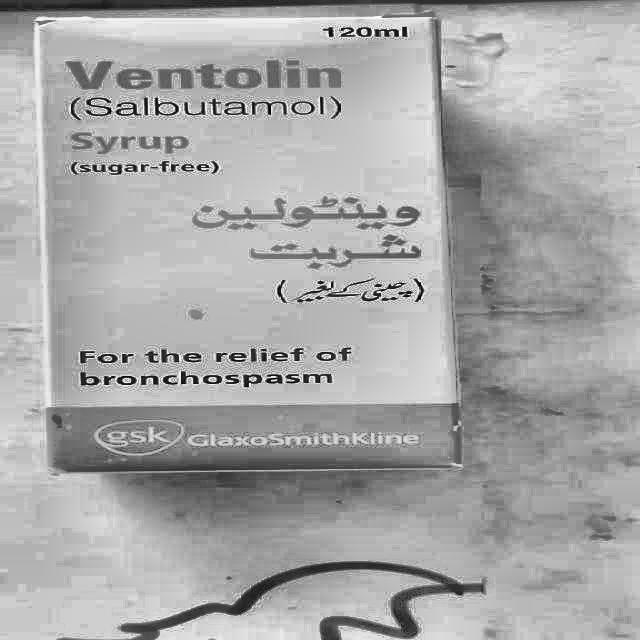 120ml
Ventolin
(Salbutamol)
Syrup
(sugar-free)
وینٹولین
شربت
(چینی کے بغیر)
For the relief of
bronchospasm
gsk GlaxoSmithKline